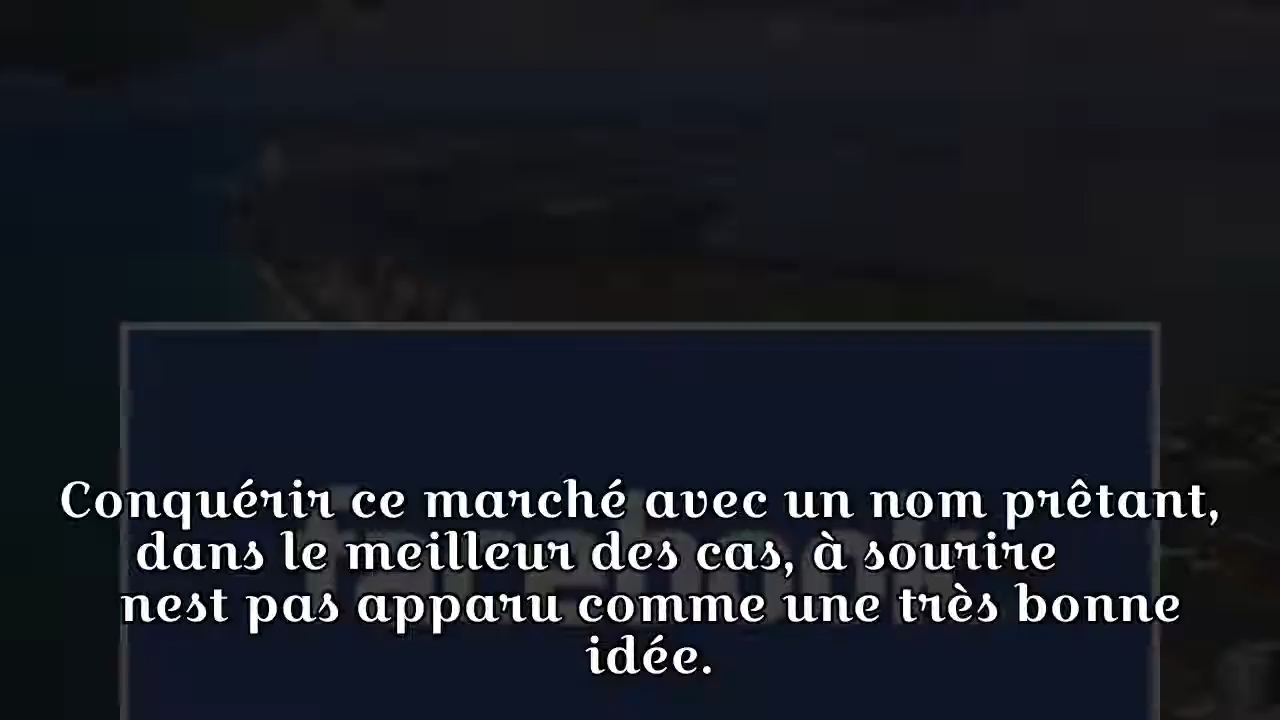 Conquérir ce marché avec un nom prêtant,
dans le meilleur des cas, à sourire
nest pas apparu comme une très bonne
idée.
facebook